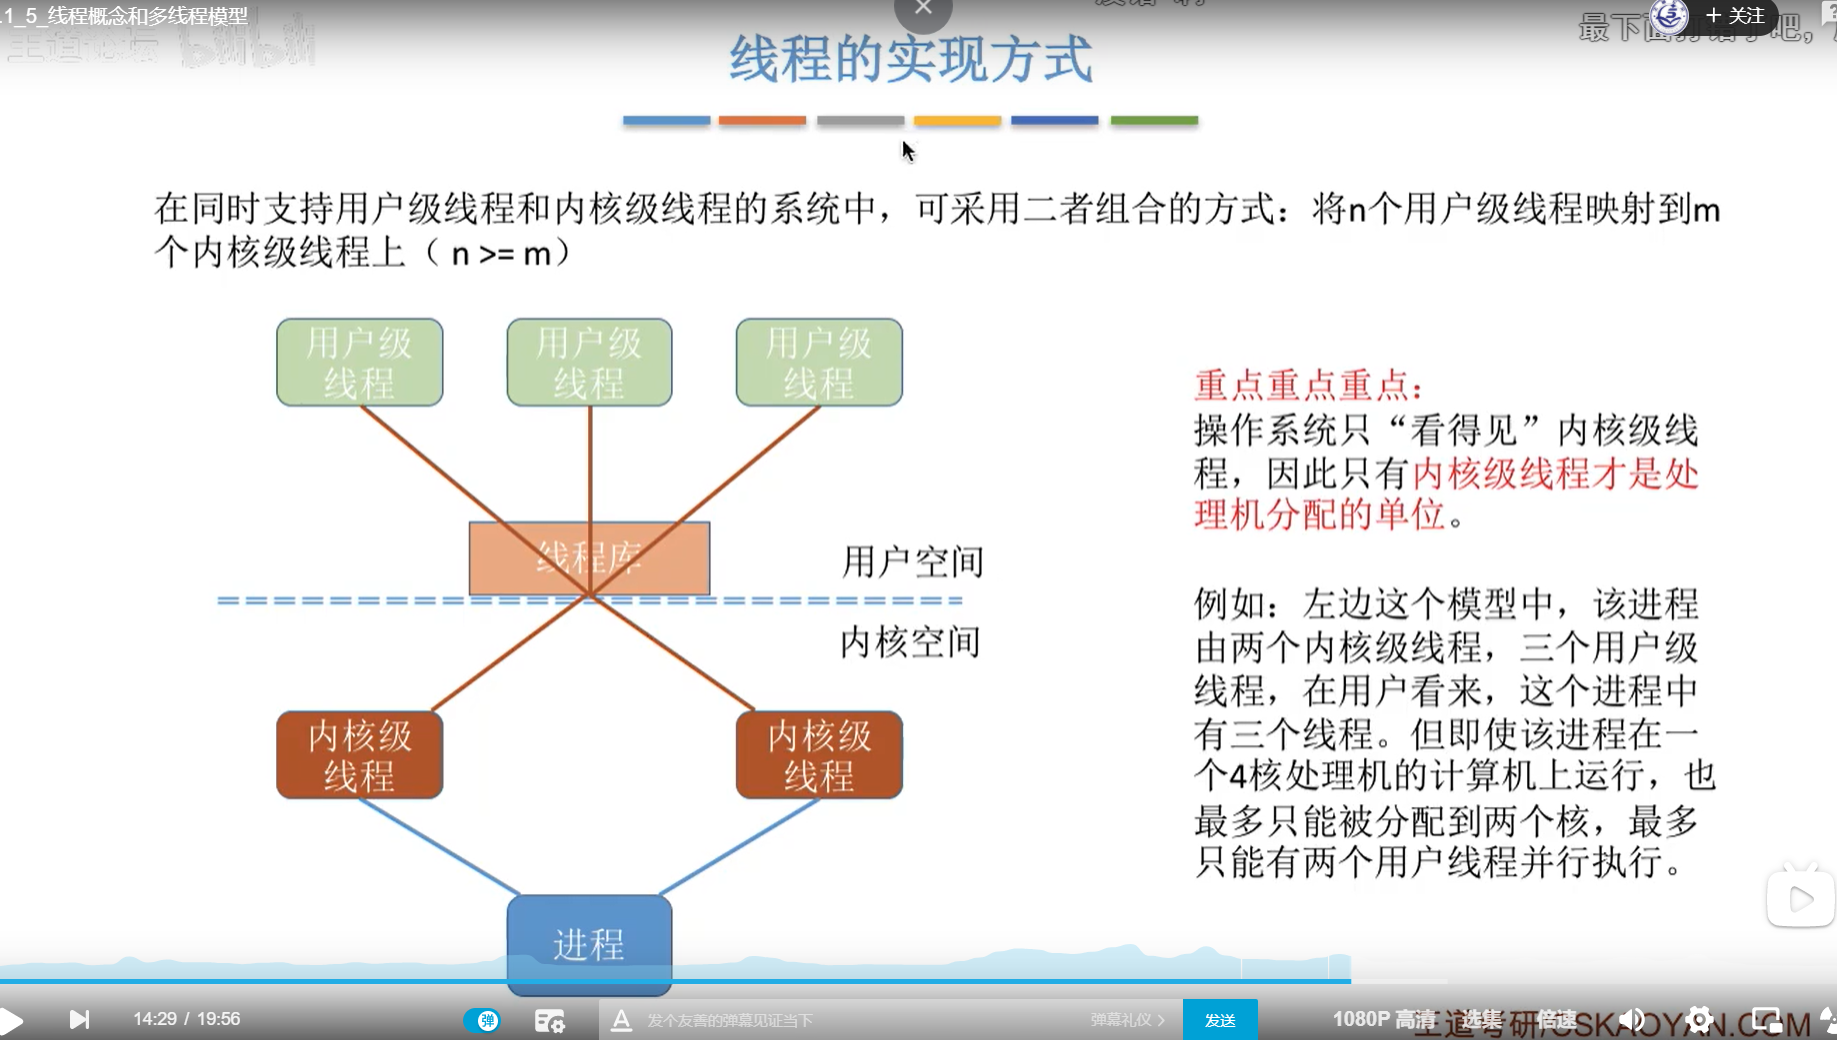 .1_5_线程概念和多线程模型
+ 关注
王道论坛 bilibili
线程的实现方式
在同时支持用户级线程和内核级线程的系统中，可采用二者组合的方式：将n个用户级线程映射到m
个内核级线程上（ n >= m）
用户级
线程
用户级
线程
用户级
线程
线程库
用户空间
内核空间
内核级
线程
内核级
线程
进程
重点重点重点：
操作系统只“看得见”内核级线
程，因此只有内核级线程才是处
理机分配的单位。
例如：左边这个模型中，该进程
由两个内核级线程，三个用户级
线程，在用户看来，这个进程中
有三个线程。但即使该进程在一
个4核处理机的计算机上运行，也
最多只能被分配到两个核，最多
只能有两个用户线程并行执行。
14:29 / 19:56
弹
发个友善的弹幕见证当下
弹幕礼仪 >
发送
1080P 高清
选集
倍速
王道考研/CSKAOYAN.COM